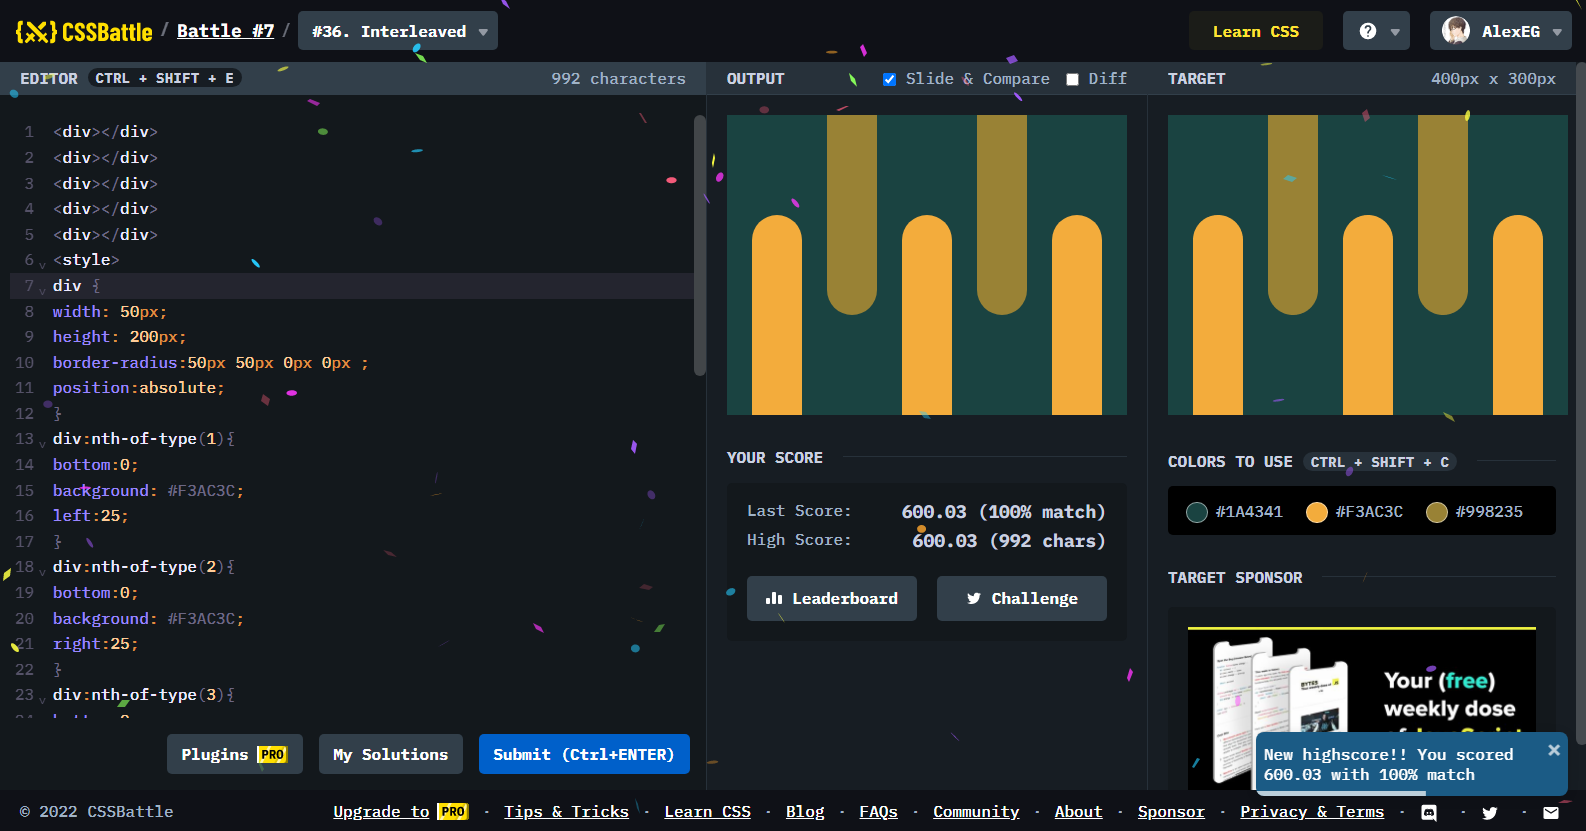 {X} CSSBattle / Battle #7 / #36. Interleaved
Learn CSS
?
AlexEG
EDITOR CTRL + SHIFT + E 992 characters
1 <div></div>
2 <div></div>
3 <div></div>
4 <div></div>
5 <div></div>
6 <style>
7 div {
8 width: 50px;
9 height: 200px;
10 border-radius:50px 50px 0px 0px ;
11 position:absolute;
12 }
13 div:nth-of-type(1){
14 bottom:0;
15 background: #F3AC3C;
16 left:25;
17 }
18 div:nth-of-type(2){
19 bottom:0;
20 background: #F3AC3C;
21 right:25;
22 }
23 div:nth-of-type(3){
Plugins PRO
My Solutions
Submit (Ctrl+ENTER)
OUTPUT Slide & Compare Diff
YOUR SCORE
Last Score: 600.03 (100% match)
High Score: 600.03 (992 chars)
Leaderboard
Challenge
TARGET 400px x 300px
COLORS TO USE CTRL + SHIFT + C
#1A4341 #F3AC3C #998235
TARGET SPONSOR
BYTES
Your (free)
weekly dose
New highscore!! You scored
600.03 with 100% match
© 2022 CSSBattle
Upgrade to PRO · Tips & Tricks · Learn CSS · Blog · FAQs · Community · About · Sponsor · Privacy & Terms · · ·